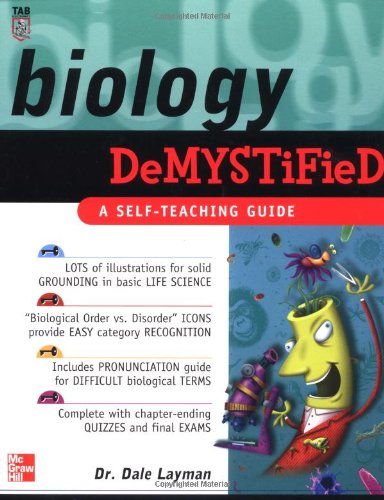 TAB
biology
DeMYSTiFieD
A SELF-TEACHING GUIDE
LOTS of illustrations for solid
GROUNDING in basic LIFE SCIENCE
"Biological Order vs. Disorder" ICONS
provide EASY category RECOGNITION
Includes PRONUNCIATION guide
for DIFFICULT biological TERMS
Complete with chapter-ending
QUIZZES and final EXAMS
Mc
Graw
Hill
Dr. Dale Layman